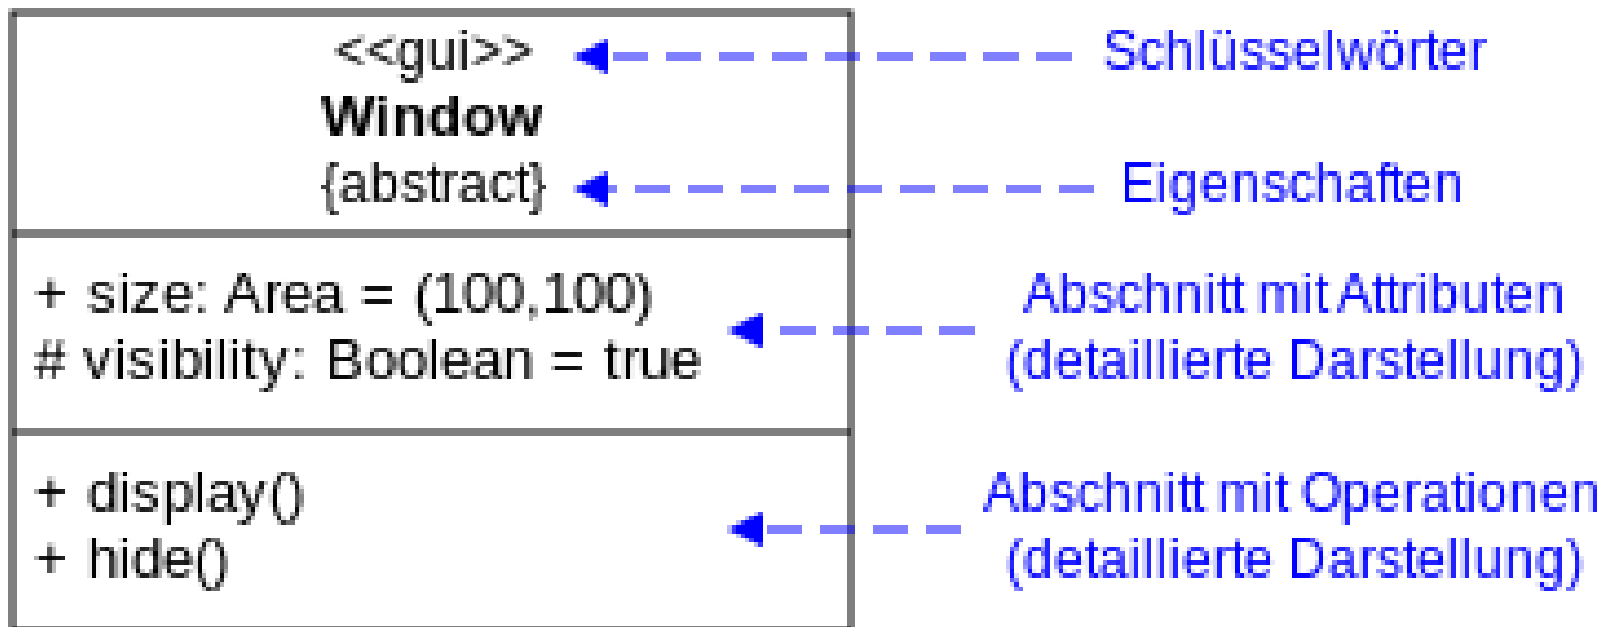 <<gui>>
Schlüsselwörter
Window
{abstract}
Eigenschaften
+ size: Area = (100,100)
# visibility: Boolean = true
Abschnitt mit Attributen
(detaillierte Darstellung)
+ display()
+ hide()
Abschnitt mit Operationen
(detaillierte Darstellung)